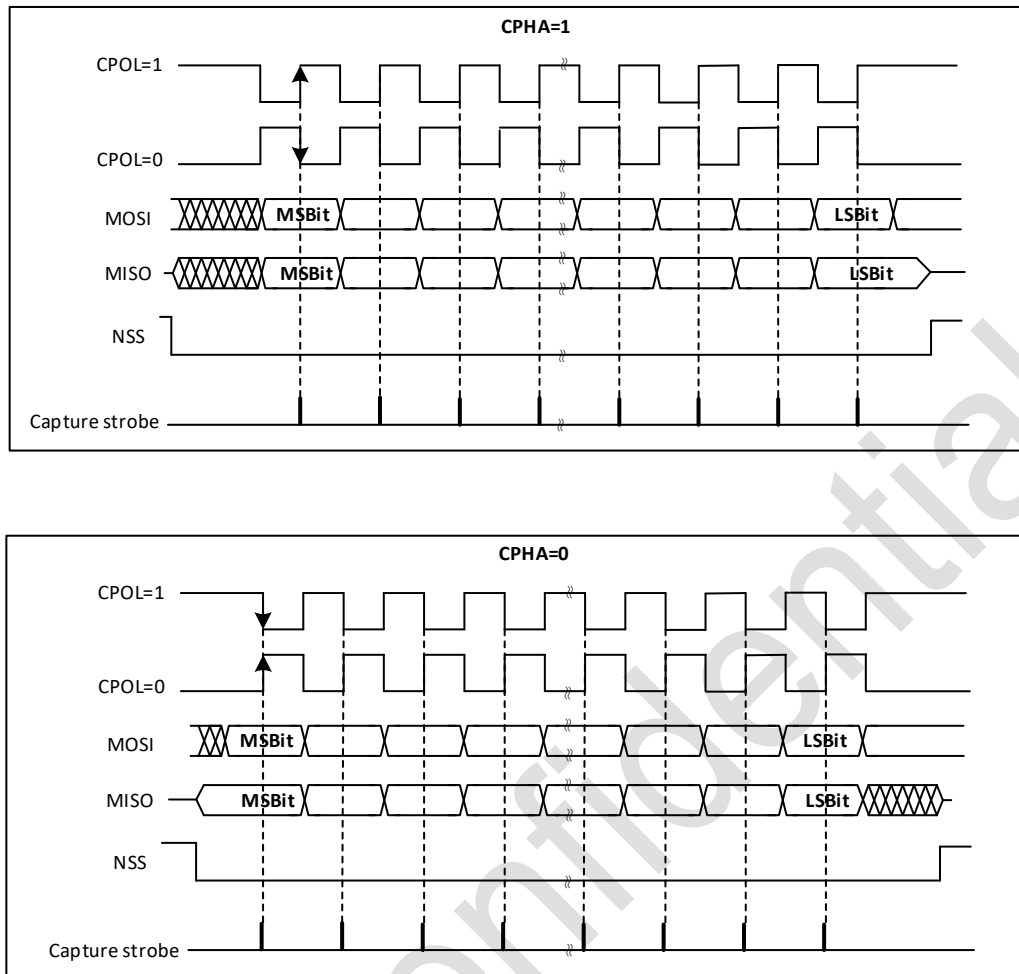 CPHA=1
CPOL=1
CPOL=0
MOSI
MSBit
LSBit
MISO
MSBit
LSBit
NSS
Capture strobe
CPHA=0
CPOL=1
CPOL=0
MOSI
MSBit
LSBit
MISO
MSBit
LSBit
NSS
Capture strobe
onfidential